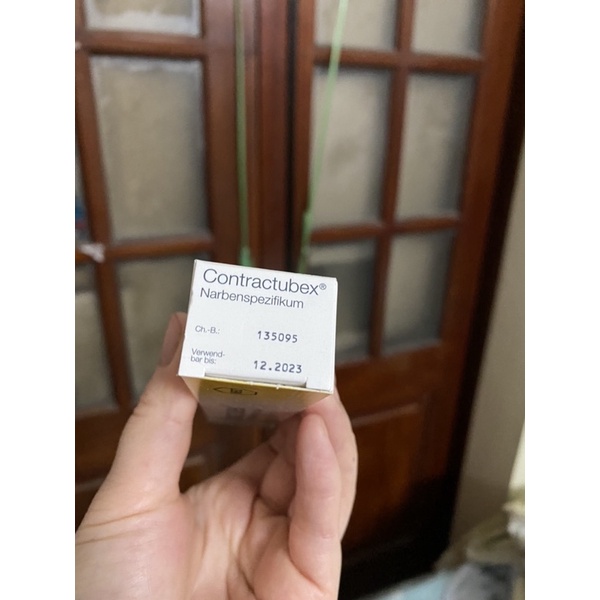 Contractubex®
Narbenspezifikum
Ch.-B.: 135095
Verwend-
bar bis: 12.2023